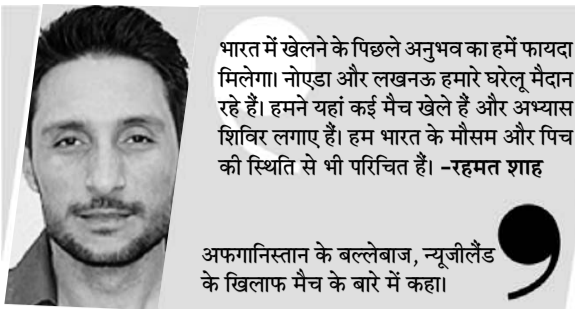 भारत में खेलने के पिछले अनुभव का हमें फायदा
मिलेगा। नोएडा और लखनऊ हमारे घरेलू मैदान
रहे हैं। हमने यहां कई मैच खेले हैं और अभ्यास
शिविर लगाए हैं। हम भारत के मौसम और पिच
की स्थिति से भी परिचित हैं। -रहमत शाह
अफगानिस्तान के बल्लेबाज, न्यूजीलैंड
के खिलाफ मैच के बारे में कहा।